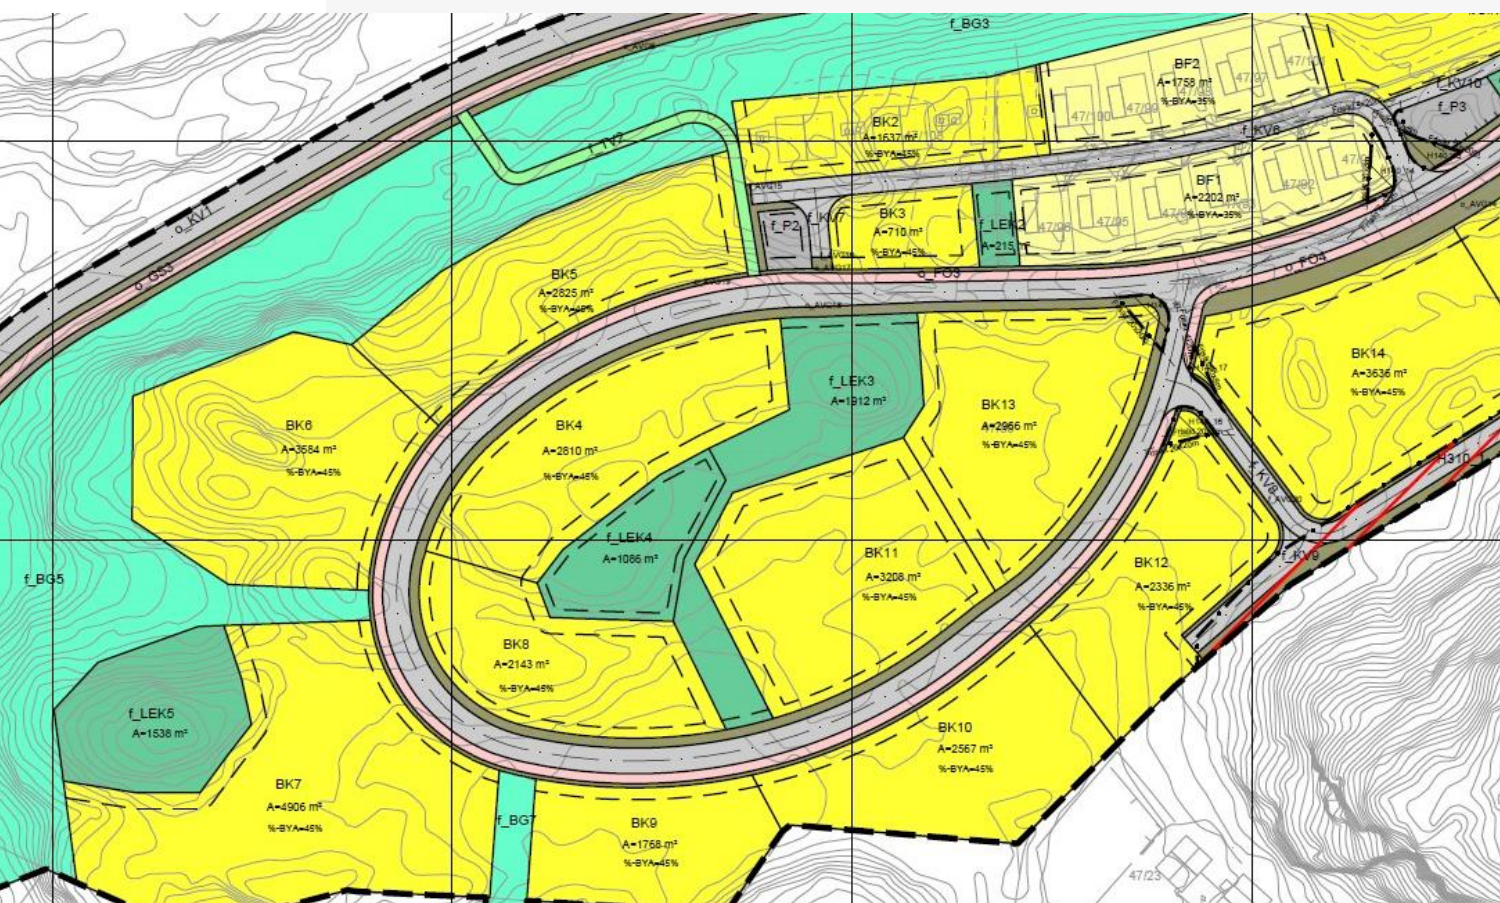 f_BG3
BF2
A=1758 m²
%-BYA=35%
47/97
47/99
47/100
f_KV10
f_P3
BK2
A=1637 m²
%-BYA=45%
f_KV6
f_TV7
BF1
A=2202 m²
%-BYA=35%
47/92
47/95
47/96
o_KV1
o_GS3
f_P2
f_KV7
BK3
A=710 m²
%-BYA=45%
f_LEK2
A=215 m²
o_FO3
o_FO4
BK5
A=2825 m²
%-BYA=45%
BK14
A=3636 m²
%-BYA=45%
f_LEK3
A=1912 m²
BK13
A=2966 m²
%-BYA=45%
BK6
A=3584 m²
%-BYA=45%
BK4
A=2810 m²
%-BYA=45%
H310_1
f_KV8
f_LEK4
A=1086 m²
BK11
A=3208 m²
%-BYA=45%
f_KV9
BK12
A=2336 m²
%-BYA=45%
f_BG5
BK8
A=2143 m²
%-BYA=45%
f_LEK5
A=1538 m²
BK10
A=2567 m²
%-BYA=45%
BK7
A=4906 m²
%-BYA=45%
f_BG7
BK9
A=1768 m²
%-BYA=45%
47/23